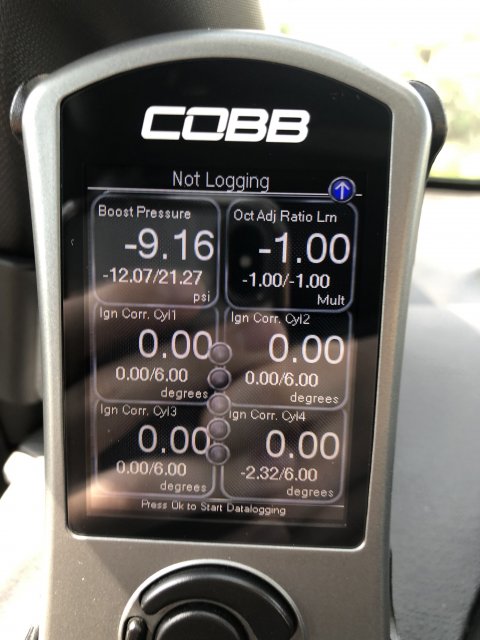 COBB
Not Logging
Boost Pressure
-9.16
-12.07/21.27
psi
Oct Adj Ratio Lrn
-1.00
-1.00/-1.00
Mult
Ign Corr. Cyl1
0.00
0.00/6.00
degrees
Ign Corr. Cyl2
0.00
0.00/6.00
degrees
Ign Corr. Cyl3
0.00
0.00/6.00
degrees
Ign Corr. Cyl4
0.00
-2.32/6.00
degrees
Press Ok to Start Datalogging